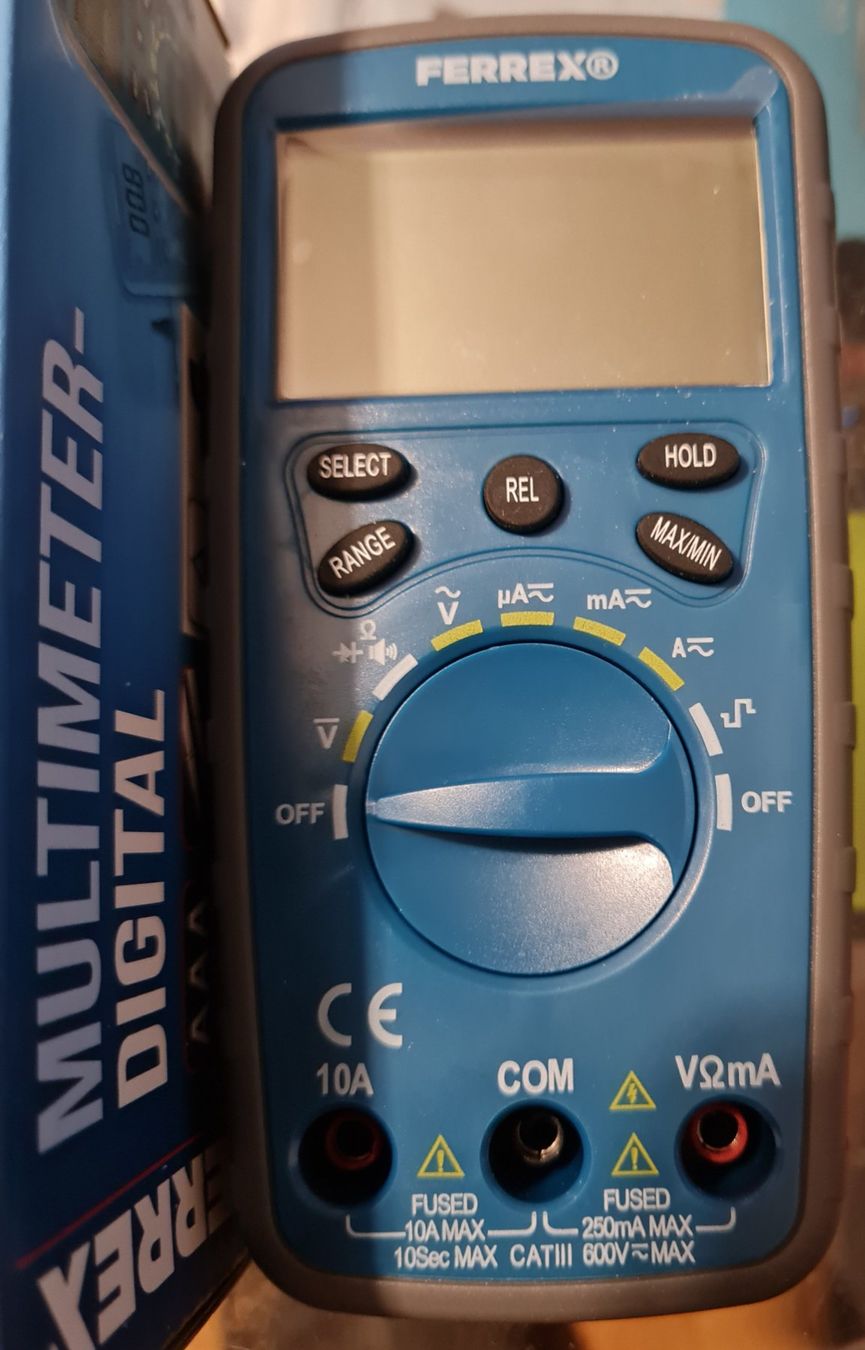 FERREX®
SELECT
HOLD
REL
RANGE
MAX/MIN
Ṽ
µA⎓~
mA⎓~
Ω
A⎓~
V̅
OFF
OFF
CE
10A
COM
VΩmA
FUSED
FUSED
10A MAX
250mA MAX
10Sec MAX CATIII 600V⎓~MAX
MULTIMETER-
DIGITAL